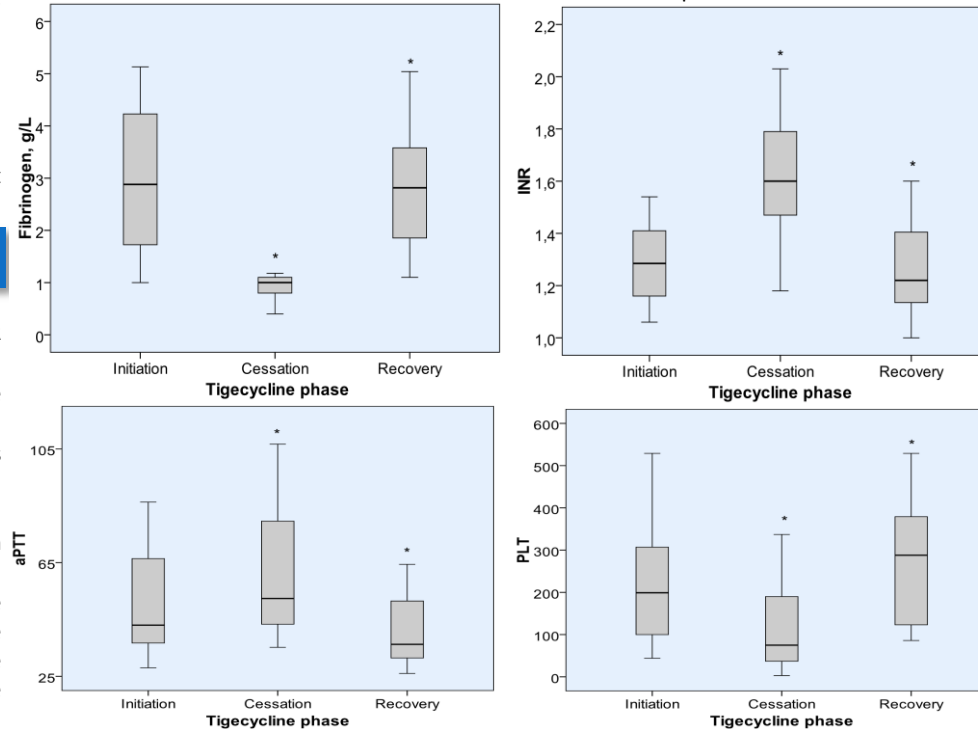 Fibrinogen, g/L
6
5
4
3
2
1
0
*
*
Initiation Cessation Recovery
Tigecycline phase
INR
2,2
2,0
1,8
1,6
1,4
1,2
1,0
*
*
Initiation Cessation Recovery
Tigecycline phase
aPTT
105
65
25
*
*
Initiation Cessation Recovery
Tigecycline phase
PLT
600
500
400
300
200
100
0
*
*
Initiation Cessation Recovery
Tigecycline phase